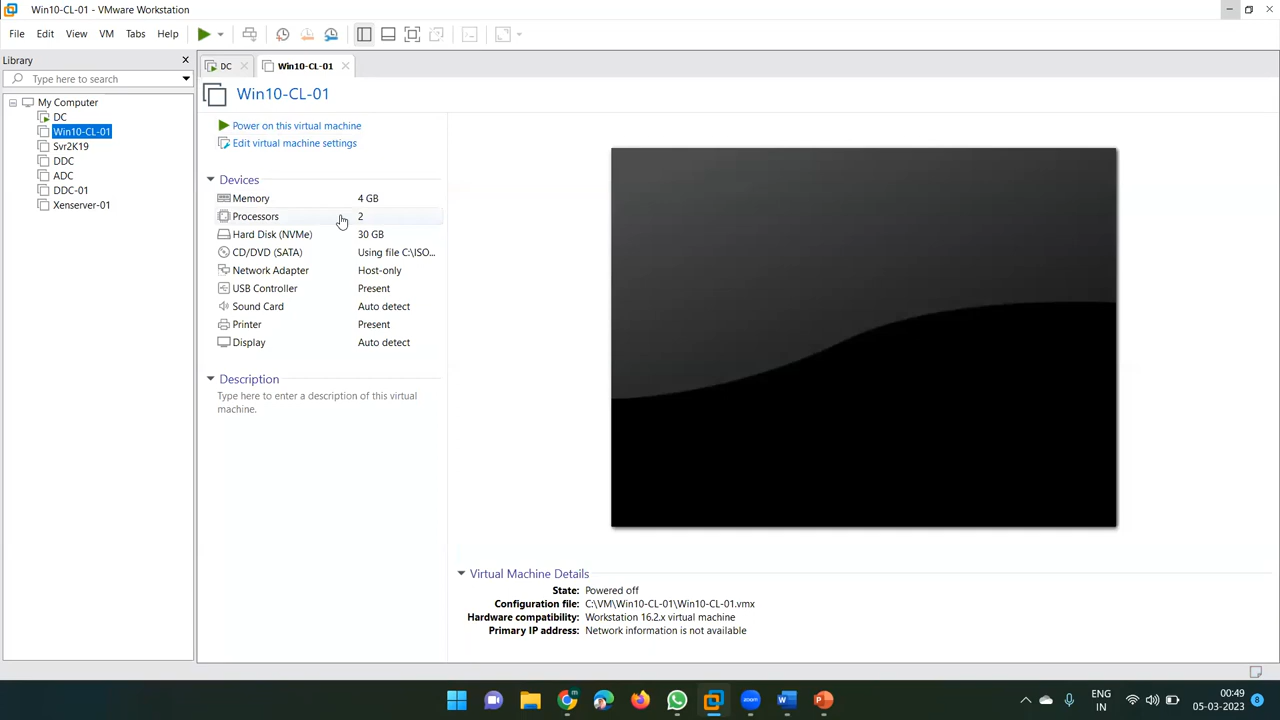 Win10-CL-01 - VMware Workstation
File Edit View VM Tabs Help
Library
Type here to search
My Computer
DC
Win10-CL-01
Svr2K19
DDC
ADC
DDC-01
Xenserver-01
DC
Win10-CL-01
Win10-CL-01
Power on this virtual machine
Edit virtual machine settings
Devices
Memory 4 GB
Processors 2
Hard Disk (NVMe) 30 GB
CD/DVD (SATA) Using file C:\ISO...
Network Adapter Host-only
USB Controller Present
Sound Card Auto detect
Printer Present
Display Auto detect
Description
Type here to enter a description of this virtual
machine.
Virtual Machine Details
State: Powered off
Configuration file: C:\VM\Win10-CL-01\Win10-CL-01.vmx
Hardware compatibility: Workstation 16.2.x virtual machine
Primary IP address: Network information is not available
ENG
IN
00:49
05-03-2023
8